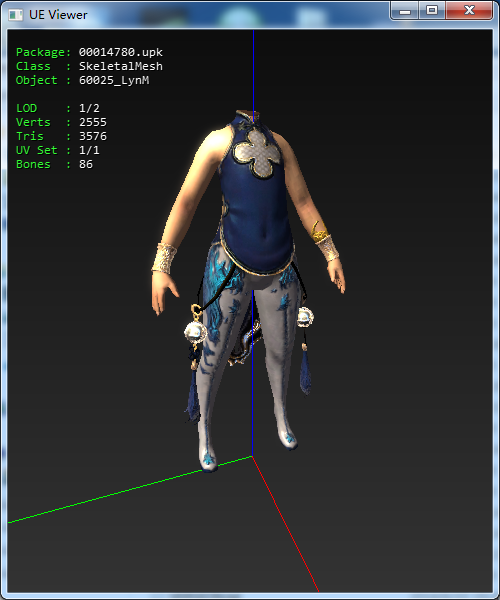 UE Viewer
Package: 00014780.upk
Class : SkeletalMesh
Object : 60025_LynM
LOD : 1/2
Verts : 2555
Tris : 3576
UV Set : 1/1
Bones : 86